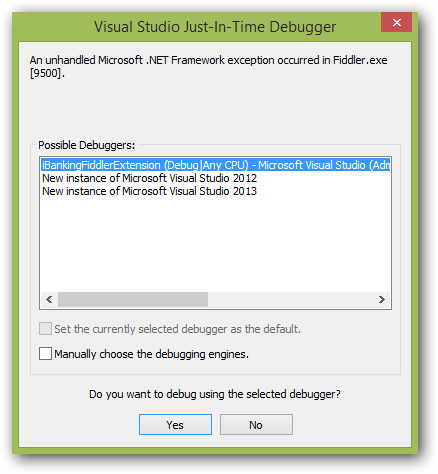 Visual Studio Just-In-Time Debugger
An unhandled Microsoft .NET Framework exception occurred in Fiddler.exe
[9500].
Possible Debuggers:
iBankingFiddlerExtension (Debug|Any CPU) - Microsoft Visual Studio (Adn
New instance of Microsoft Visual Studio 2012
New instance of Microsoft Visual Studio 2013
Set the currently selected debugger as the default.
Manually choose the debugging engines.
Do you want to debug using the selected debugger?
Yes
No